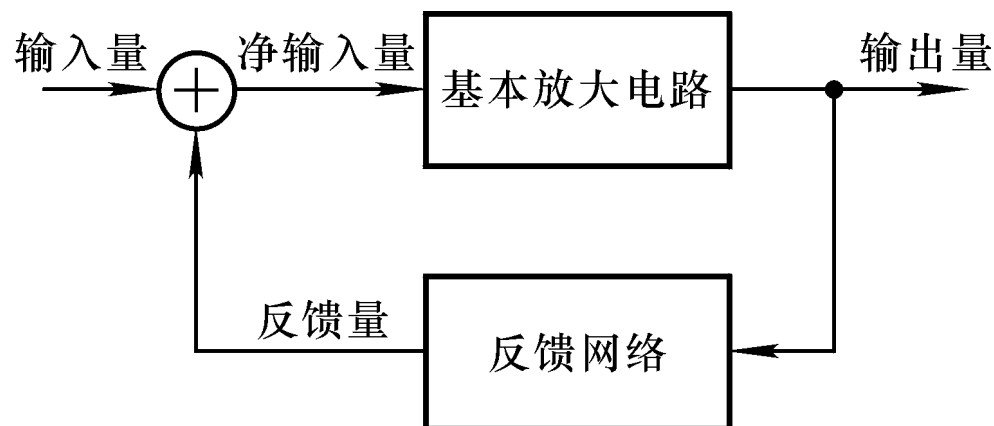 输入量
净输入量
基本放大电路
输出量
反馈量
反馈网络